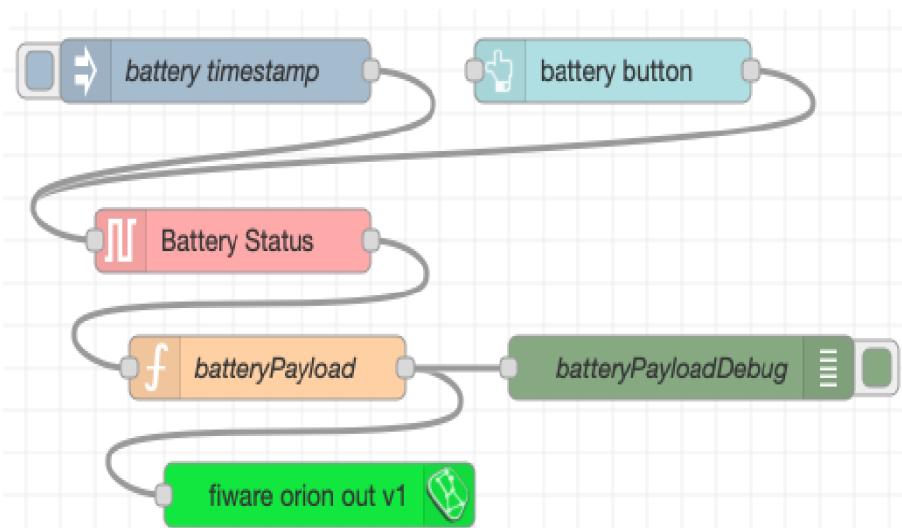 battery timestamp
battery button
Battery Status
batteryPayload
batteryPayloadDebug
fiware orion out v1